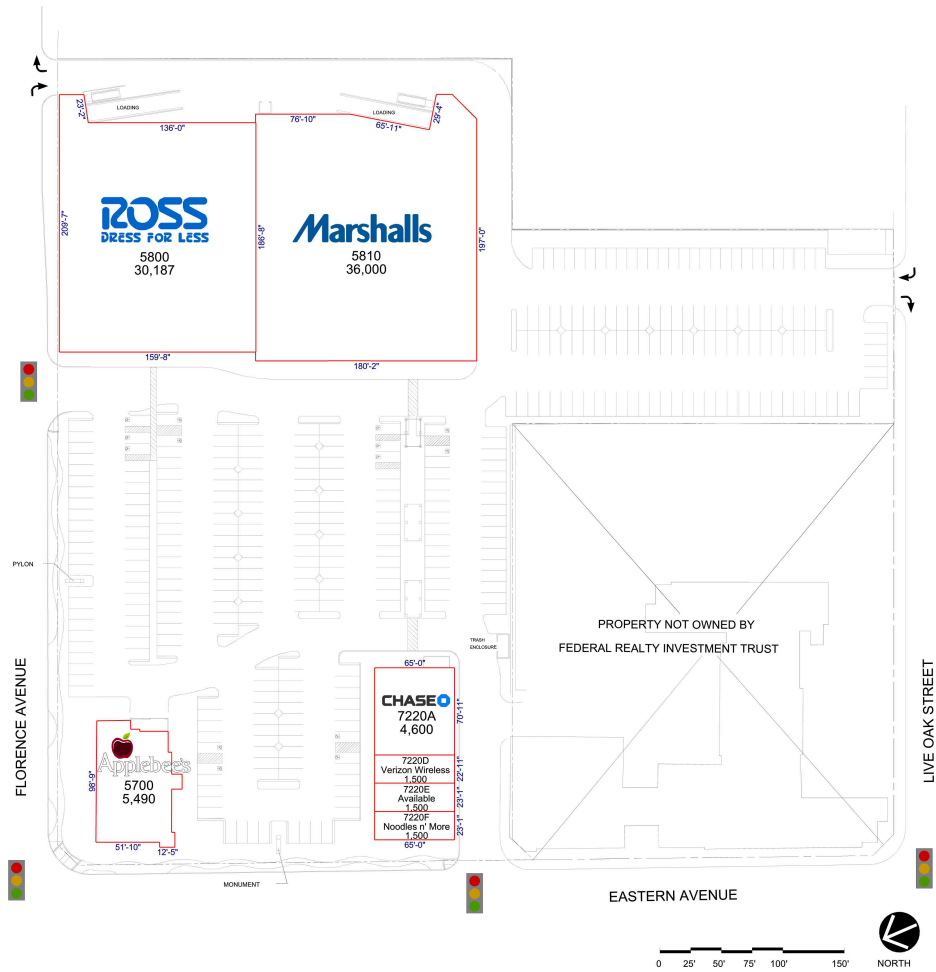 LOADING
LOADING
23'-2"
136'-0"
76'-10"
65'-11"
29'-4"
209'-7"
ROSS
DRESS FOR LESS
5800
30,187
186'-8"
Marshalls
5810
36,000
197'-0"
159'-8"
180'-2"
PYLON
TRASH
ENCLOSURE
PROPERTY NOT OWNED BY
FEDERAL REALTY INVESTMENT TRUST
FLORENCE AVENUE
LIVE OAK STREET
65'-0"
CHASE
7220A
4,600
70'-11"
7220D
Verizon Wireless
1,500
22'-11"
7220E
Available
1,500
23'-1"
7220F
Noodles n' More
1,500
23'-1"
65'-0"
Applebee's
5700
5,490
98'-9"
51'-10"
12'-5"
MONUMENT
EASTERN AVENUE
0 25' 50' 75' 100' 150'
NORTH